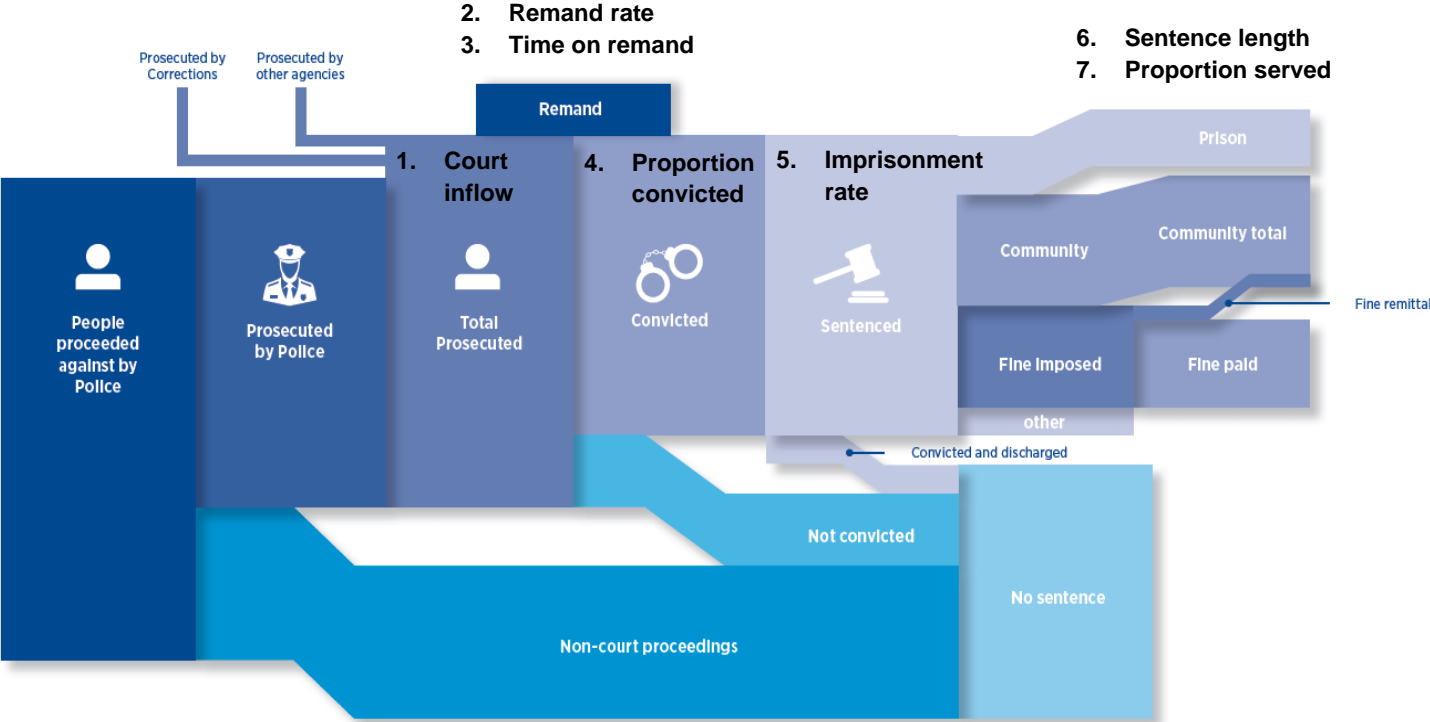 2. Remand rate
3. Time on remand
6. Sentence length
7. Proportion served
Prosecuted by
Corrections
Prosecuted by
other agencies
Remand
Prison
1. Court
inflow
4. Proportion
convicted
5. Imprisonment
rate
Community
Community total
People
proceeded
against by
Police
Prosecuted
by Police
Total
Prosecuted
Convicted
Sentenced
Fine remittal
Fine imposed
Fine paid
other
Convicted and discharged
Not convicted
No sentence
Non-court proceedings